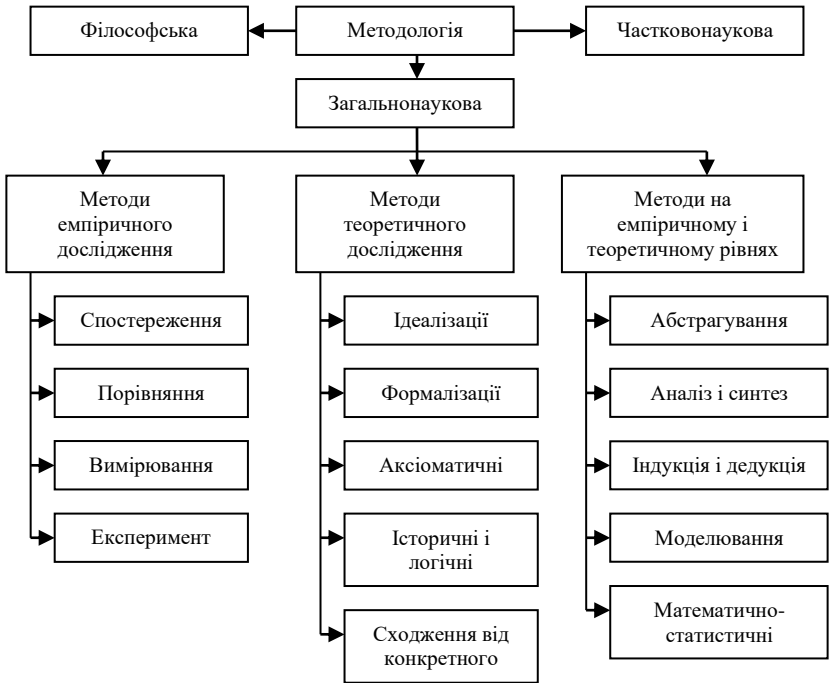 Філософська
Методологія
Частковонаукова
Загальнонаукова
Методи
емпіричного
дослідження
Методи
теоретичного
дослідження
Методи на
емпіричному і
теоретичному рівнях
Спостереження
Порівняння
Вимірювання
Експеримент
Ідеалізації
Формалізації
Аксіоматичні
Історичні і
логічні
Сходження від
конкретного
Абстрагування
Аналіз і синтез
Індукція і дедукція
Моделювання
Математично-
статистичні